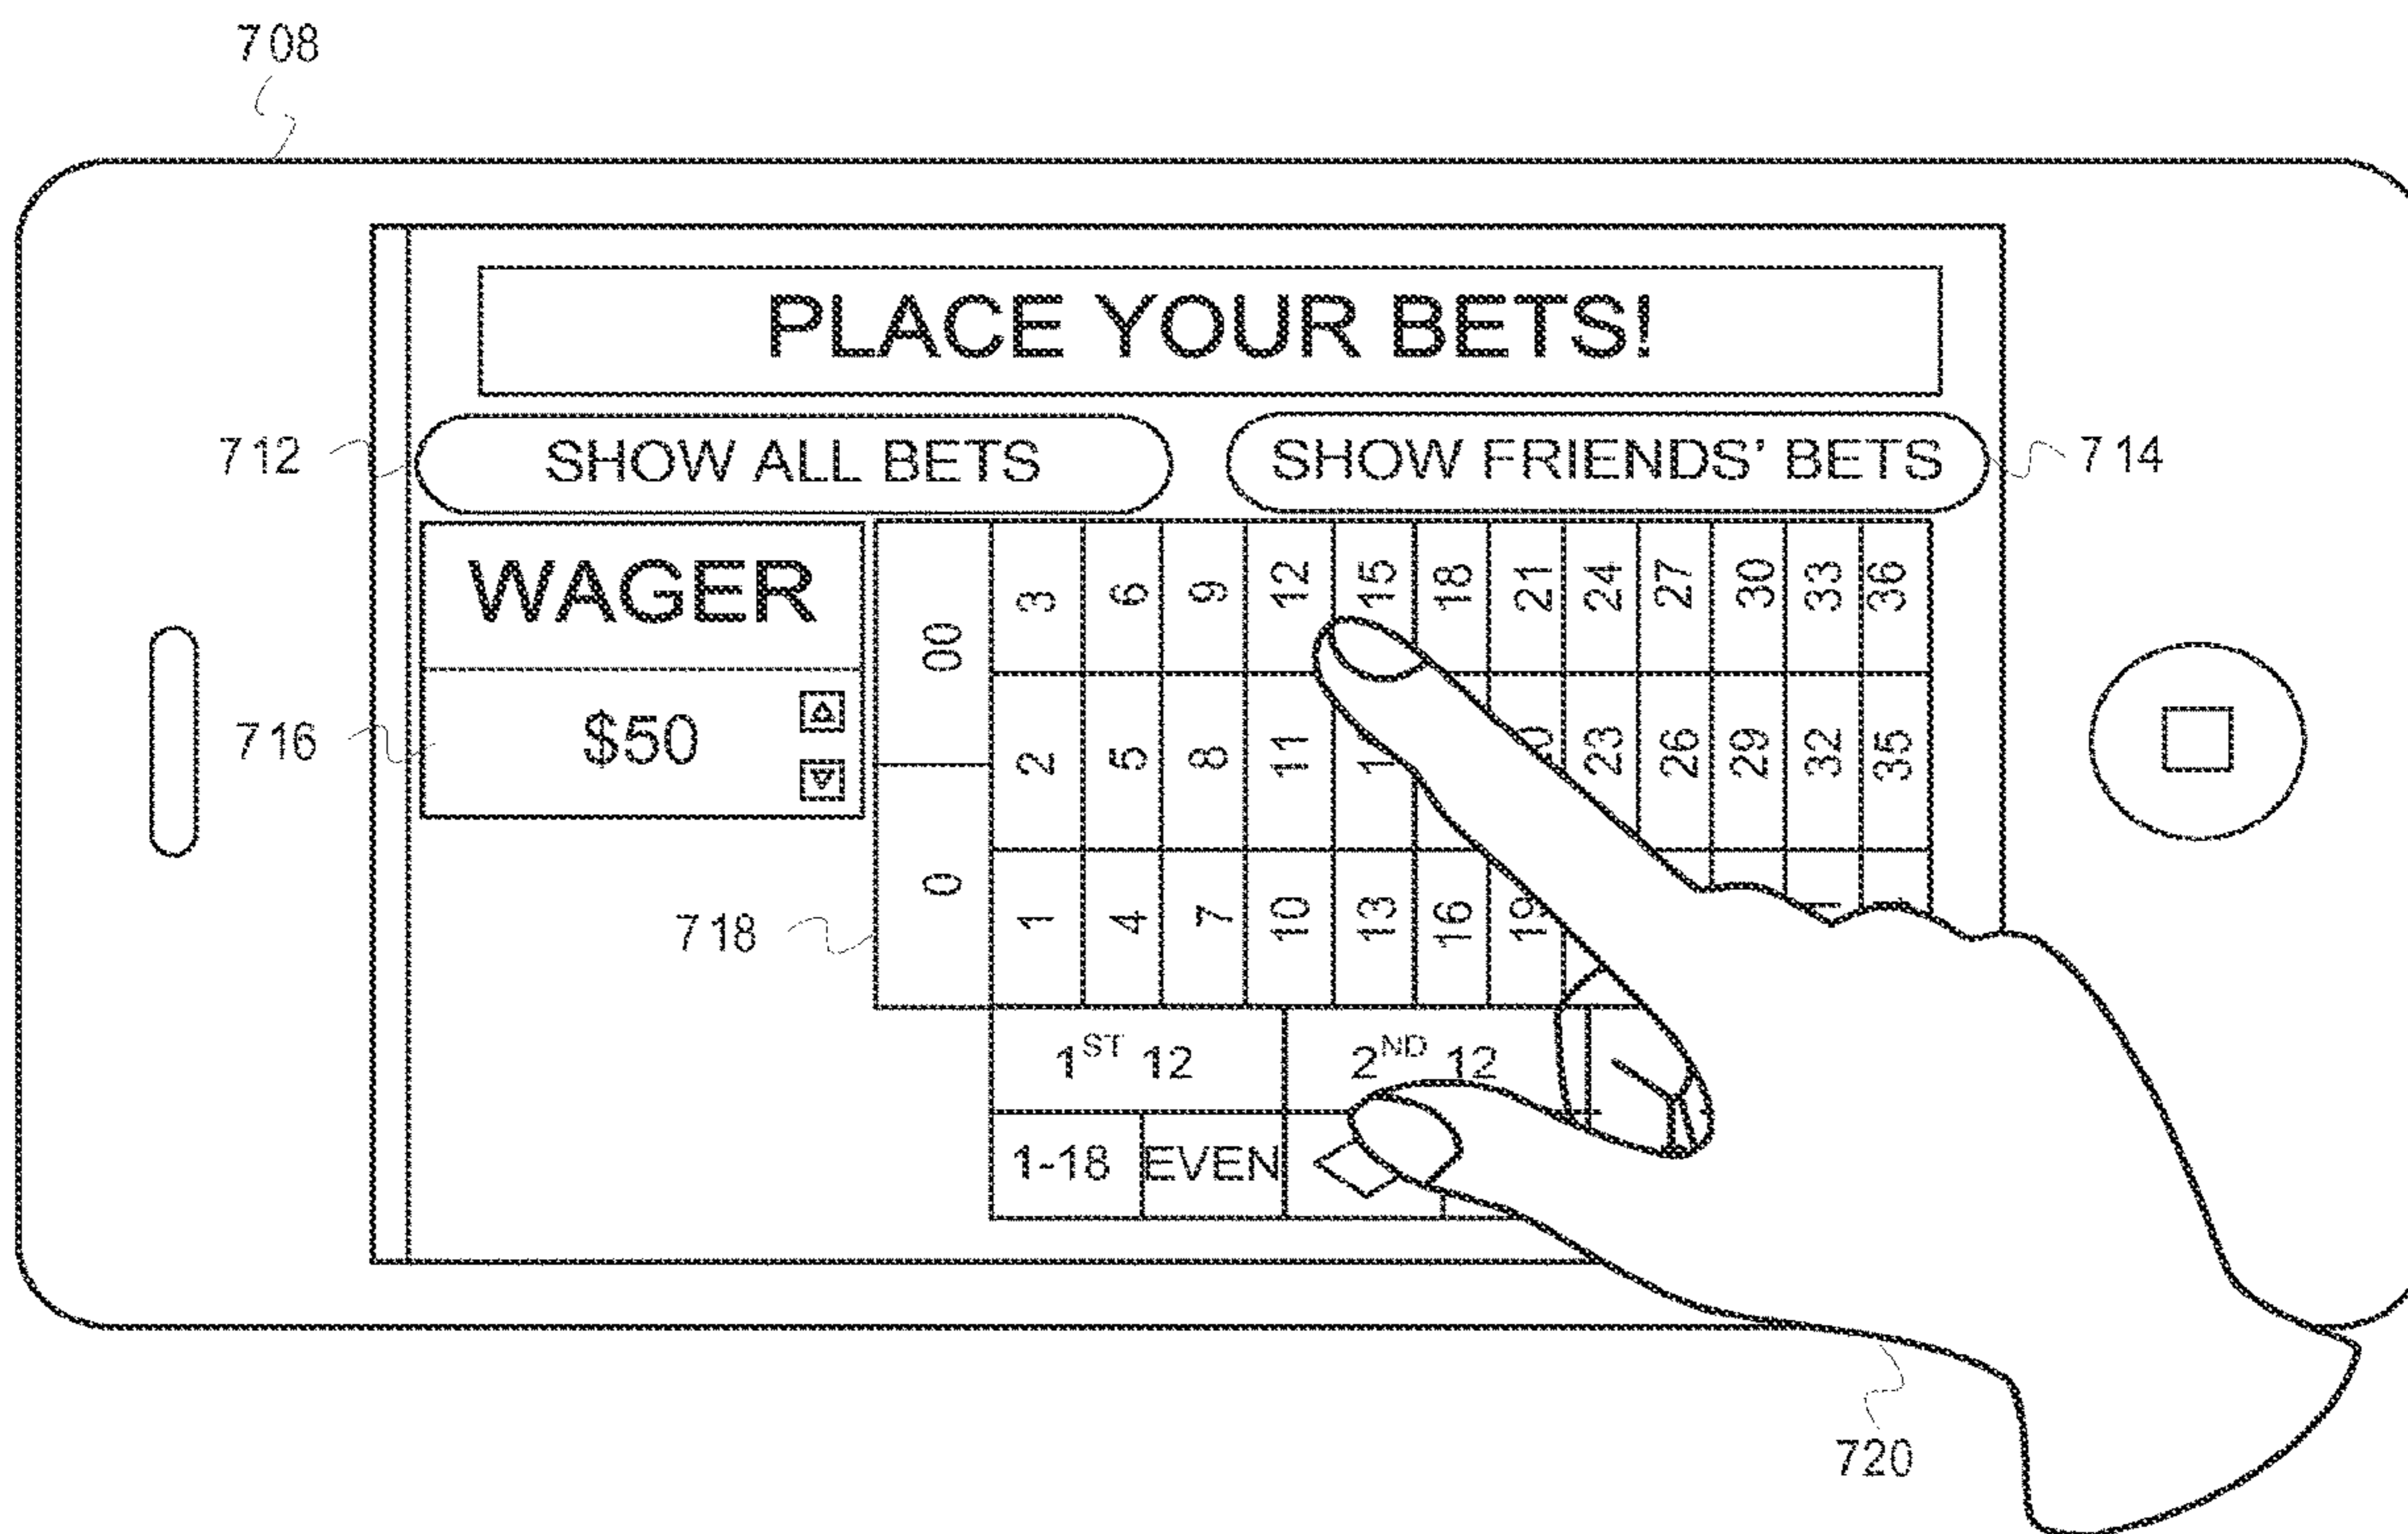 708
PLACE YOUR BETS!
712 SHOW ALL BETS SHOW FRIENDS' BETS 714
WAGER
716 $50
718
00 3 6 9 12 15 18 21 24 27 30 33 36
2 5 8 11 23 26 29 32 35
0 1 4 7 10 13 16 19
1ST 12 2ND 12
1-18 EVEN
720